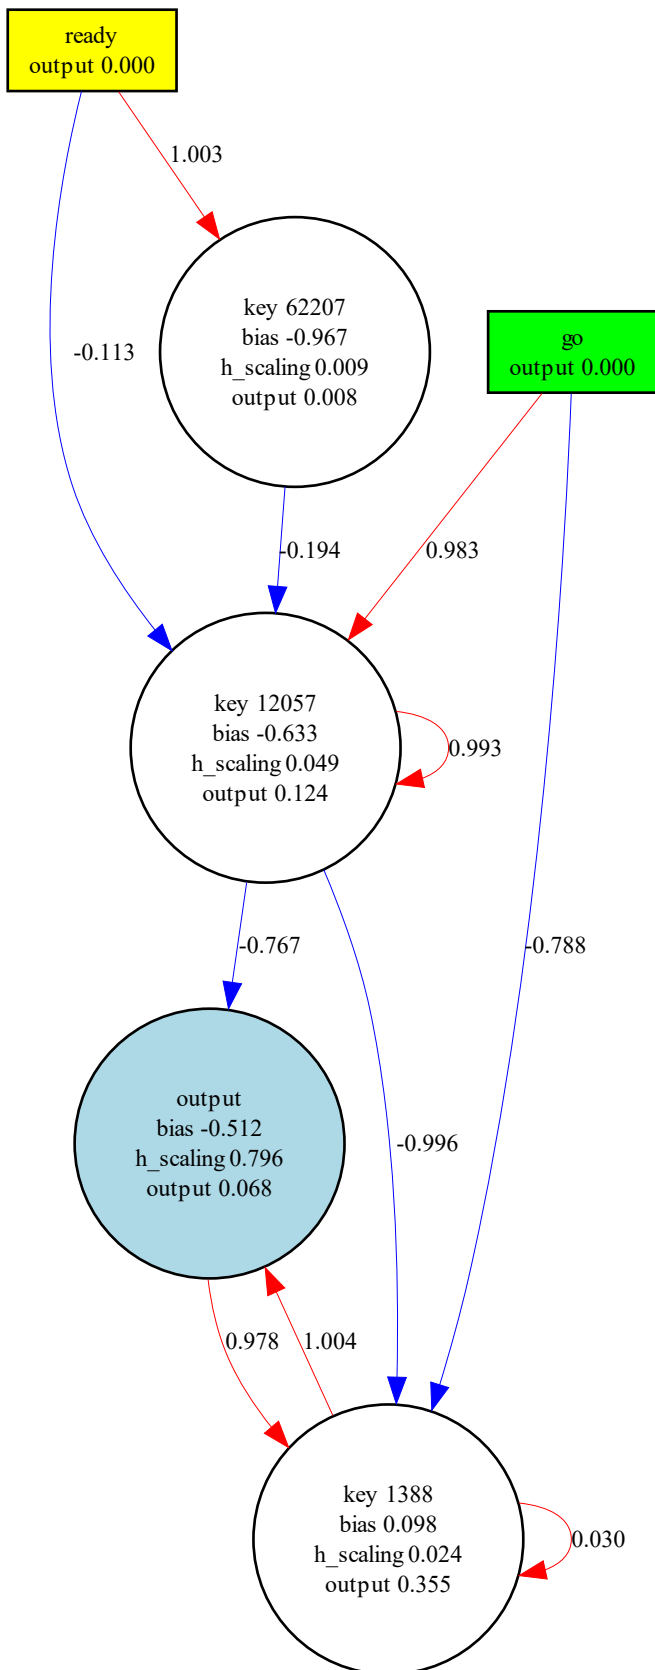 ready
output 0.000
1.003
key 62207
bias -0.967
h_scaling 0.009
output 0.008
go
output 0.000
-0.113
-0.194
0.983
key 12057
bias -0.633
h_scaling 0.049
output 0.124
0.993
-0.767
-0.788
output
bias -0.512
h_scaling 0.796
output 0.068
-0.996
0.978
1.004
key 1388
bias 0.098
h_scaling 0.024
output 0.355
0.030